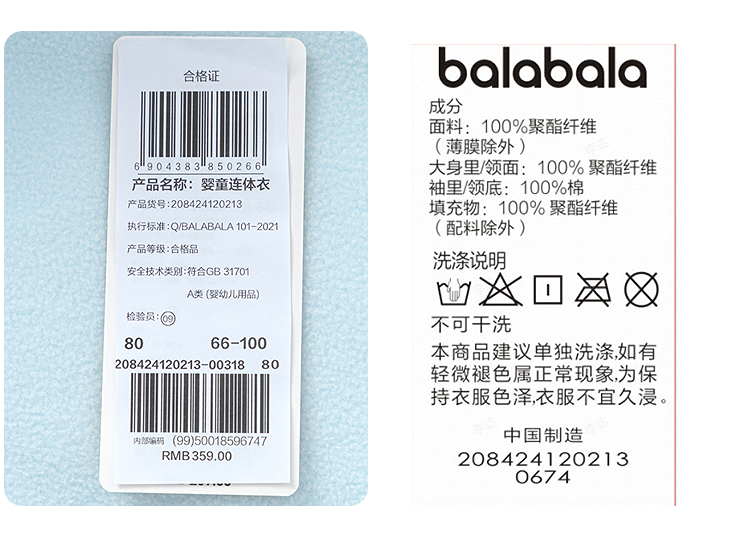 合格证
6 904383 850266
产品名称：婴童连体衣
产品货号:208424120213
执行标准:Q/BALABALA 101-2021
产品等级:合格品
安全技术类别:符合GB 31701
A类 (婴幼儿用品)
检验员: 09
80 66-100
208424120213-00318 80
内部编码 (99)50018596747
RMB 359.00
balabala
成分
面料：100%聚酯纤维
（薄膜除外）
大身里/领面：100% 聚酯纤维
袖里/领底：100%棉
填充物：100% 聚酯纤维
（配料除外）
洗涤说明
不可干洗
本商品建议单独洗涤,如有
轻微褪色属正常现象,为保
持衣服色泽,衣服不宜久浸。
中国制造
208424120213
0674